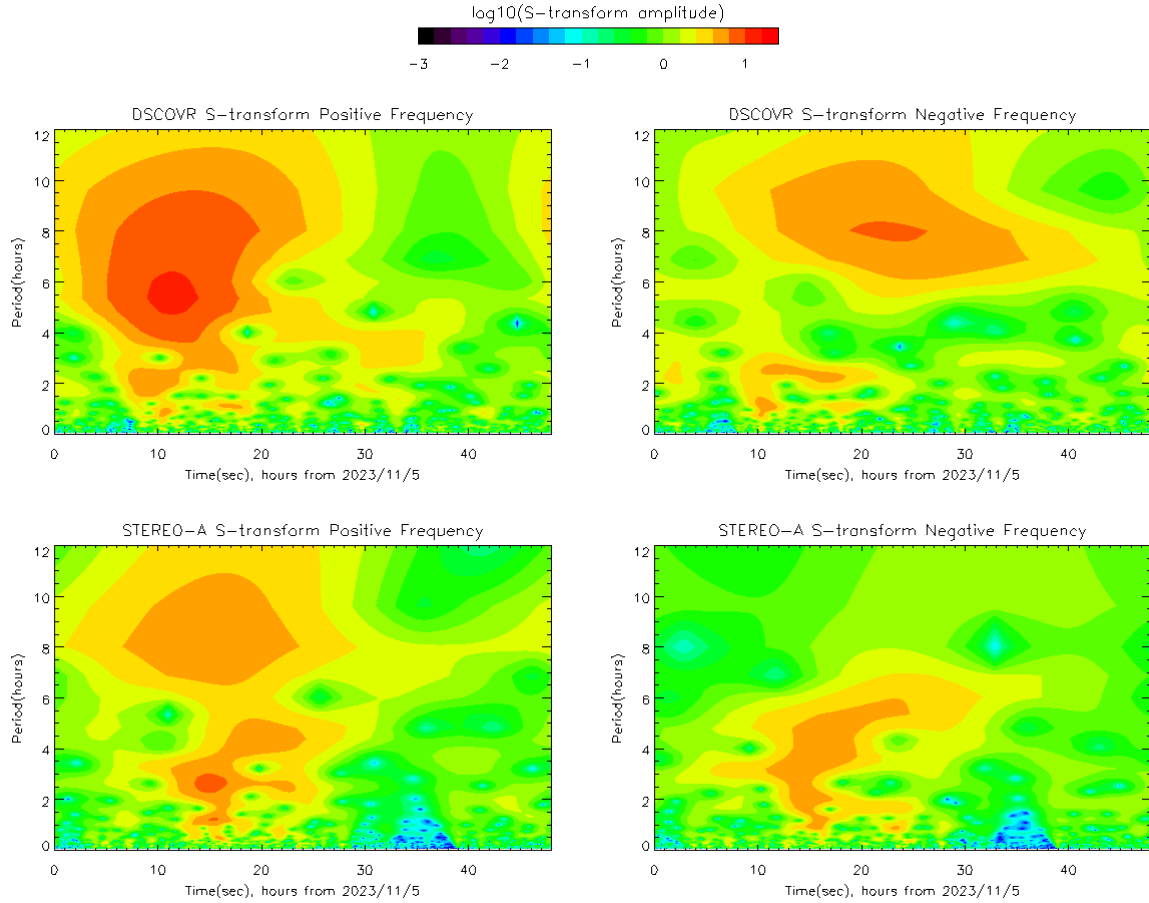 log10(S-transform amplitude)
-3 -2 -1 0 1
DSCOVR S-transform Positive Frequency
12
10
8
6
4
2
0
Period(hours)
0 10 20 30 40
Time(sec), hours from 2023/11/5
DSCOVR S-transform Negative Frequency
12
10
8
6
4
2
0
Period(hours)
0 10 20 30 40
Time(sec), hours from 2023/11/5
STEREO-A S-transform Positive Frequency
12
10
8
6
4
2
0
Period(hours)
0 10 20 30 40
Time(sec), hours from 2023/11/5
STEREO-A S-transform Negative Frequency
12
10
8
6
4
2
0
Period(hours)
0 10 20 30 40
Time(sec), hours from 2023/11/5